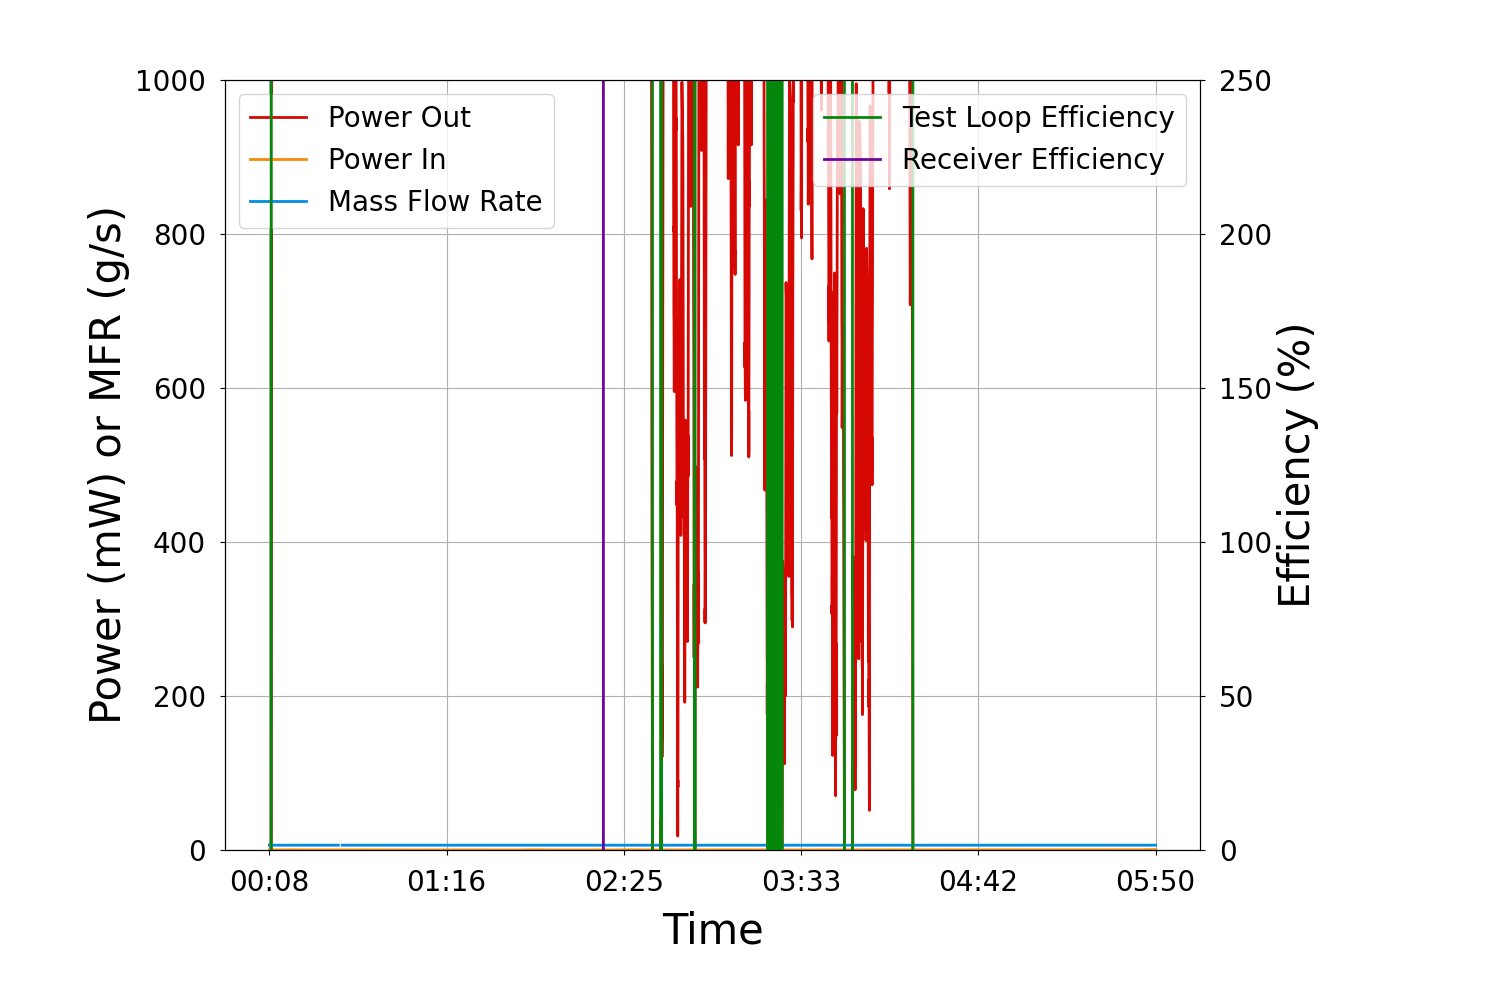 1000
800
600
400
200
0
Power (mW) or MFR (g/s)
Power Out
Power In
Mass Flow Rate
Test Loop Efficiency
Receiver Efficiency
250
200
150
100
50
0
Efficiency (%)
00:08 01:16 02:25 03:33 04:42 05:50
Time